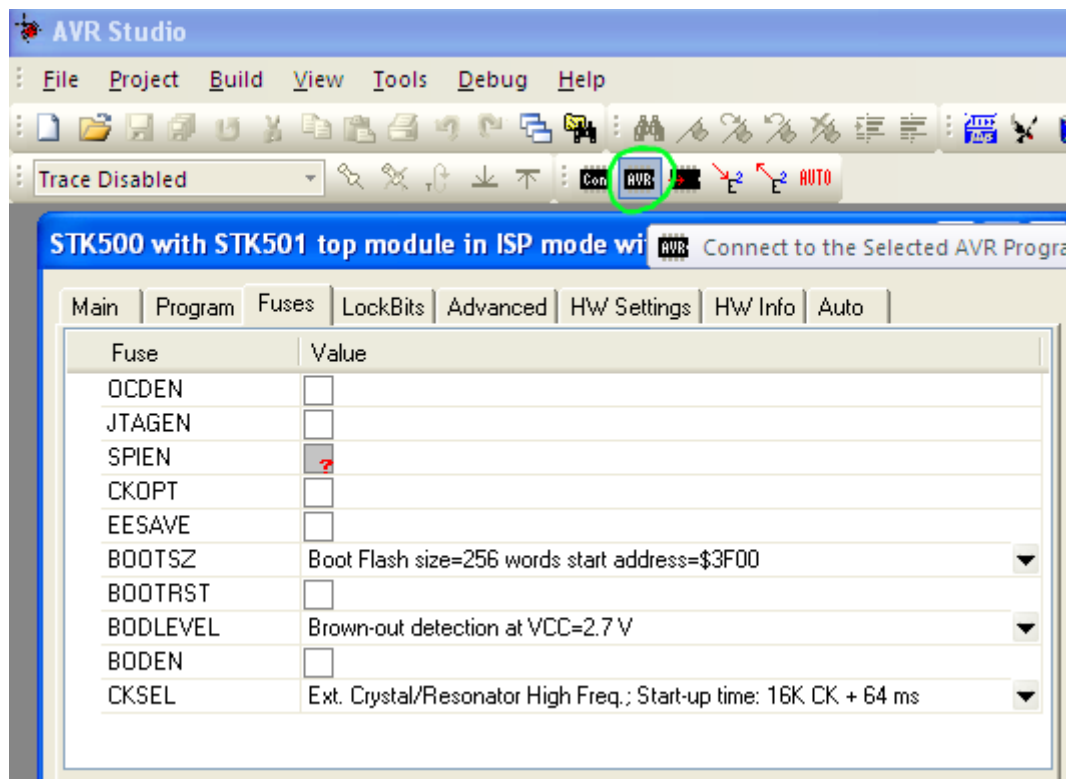 AVR Studio
File Project Build View Tools Debug Help
Trace Disabled Con AVR E2 E2 AUTO
STK500 with STK501 top module in ISP mode wi AVR Connect to the Selected AVR Progra
Main Program Fuses LockBits Advanced HW Settings HW Info Auto
Fuse Value
OCDEN
JTAGEN
SPIEN ?
CKOPT
EESAVE
BOOTSZ Boot Flash size=256 words start address=$3F00
BOOTRST
BODLEVEL Brown-out detection at VCC=2.7 V
BODEN
CKSEL Ext. Crystal/Resonator High Freq.; Start-up time: 16K CK + 64 ms